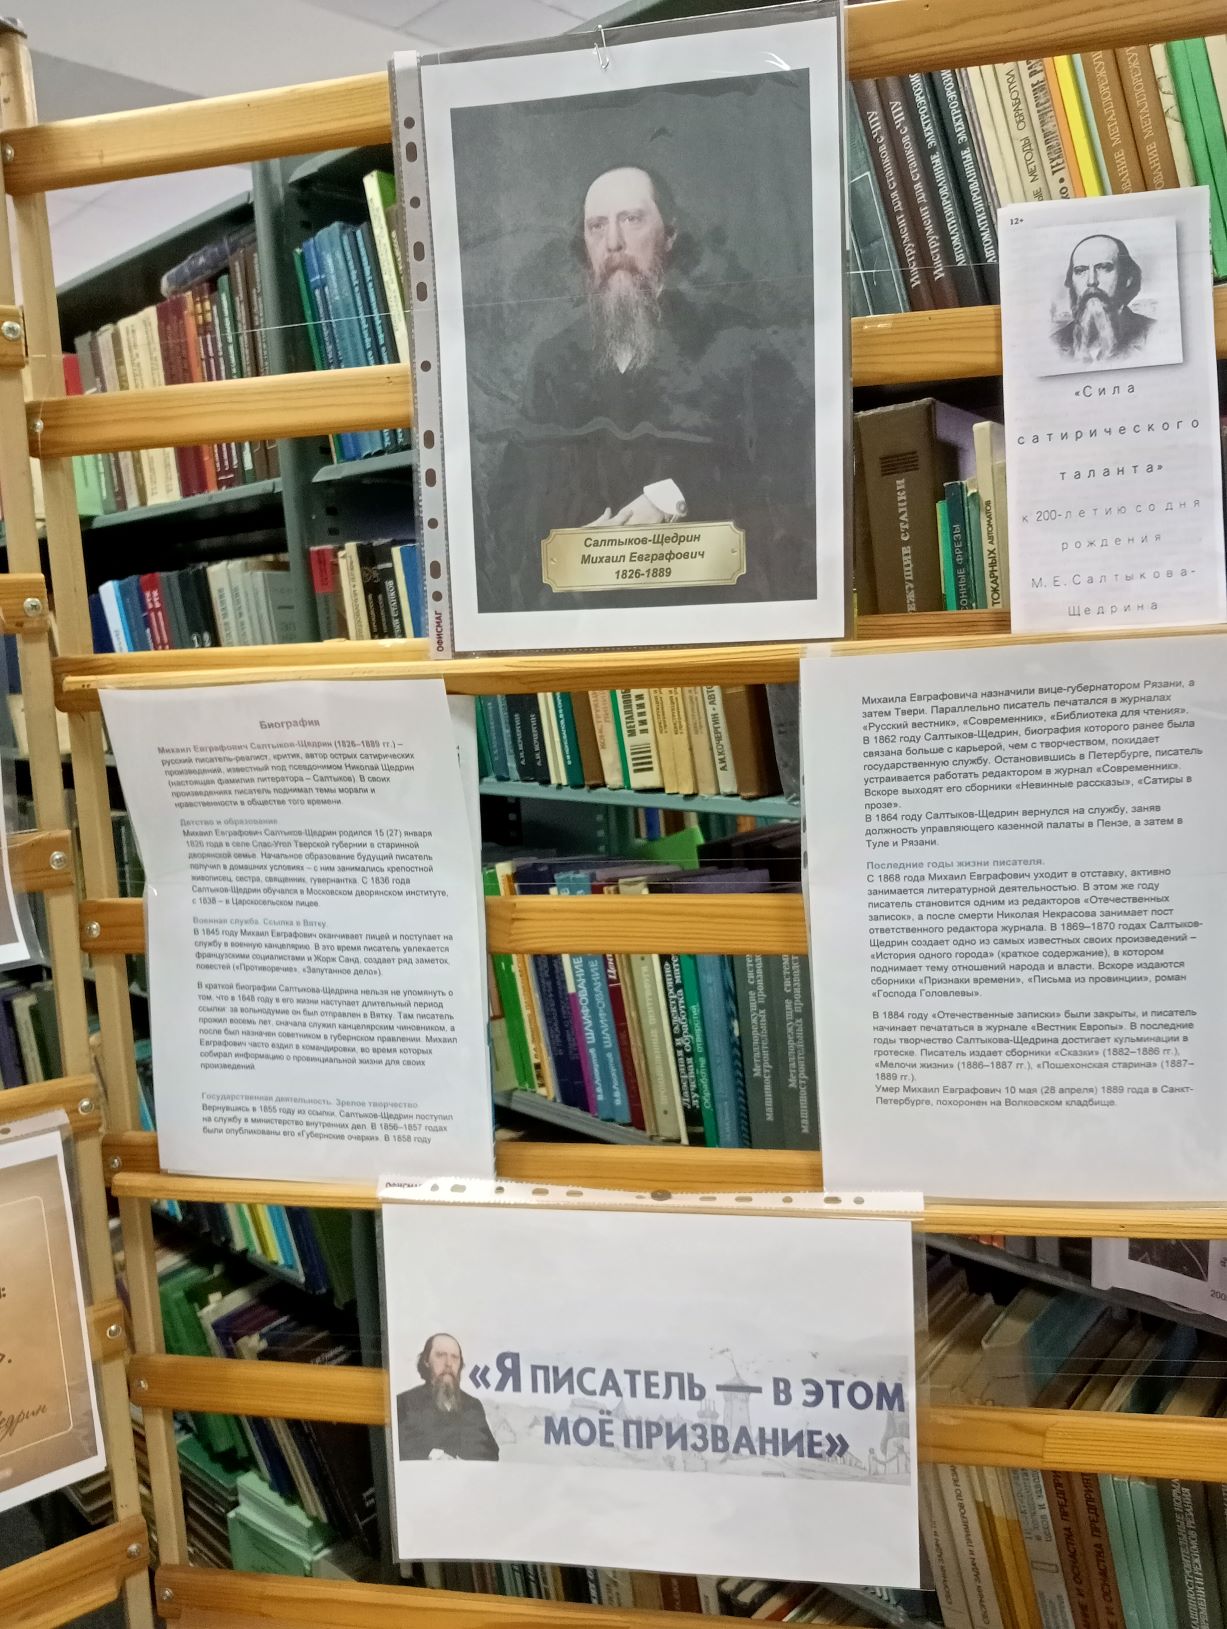 Салтыков-Щедрин
Михаил Евграфович
1826-1889
ОФИСМАГ
12+
«Сила
сатирического
таланта»
к 200-летию со дня
рождения
М.Е.Салтыкова-
Щедрина
Биография
Михаил Евграфович Салтыков-Щедрин (1826–1889 гг.) –
русский писатель-реалист, критик, автор острых сатирических
произведений, известный под псевдонимом Николай Щедрин
(настоящая фамилия литератора – Салтыков). В своих
произведениях писатель поднимал темы морали и
нравственности в обществе того времени.
Детство и образование
Михаил Евграфович Салтыков-Щедрин родился 15 (27) января
1826 года в селе Спас-Угол Тверской губернии в старинной
дворянской семье. Начальное образование будущий писатель
получил в домашних условиях – с ним занимались крепостной
живописец, сестра, священник, гувернантка. С 1836 года
Салтыков-Щедрин обучался в Московском дворянском институте,
с 1838 – в Царскосельском лицее.
Военная служба. Ссылка в Вятку
В 1845 году Михаил Евграфович оканчивает лицей и поступает на
службу в военную канцелярию. В это время писатель увлекается
французскими социалистами и Жорж Санд, создает ряд заметок,
повестей («Противоречие», «Запутанное дело»).
В краткой биографии Салтыкова-Щедрина нельзя не упомянуть о
том, что в 1848 году в его жизни наступает длительный период
ссылки: за вольнодумие он был отправлен в Вятку. Там писатель
прожил восемь лет, сначала служил канцелярским чиновником, а
после был назначен советником в губернском правлении. Михаил
Евграфович часто ездил в командировки, во время которых
собирал информацию о провинциальной жизни для своих
произведений.
Государственная деятельность. Зрелое творчество
Вернувшись в 1855 году из ссылки, Салтыков-Щедрин поступил
на службу в министерство внутренних дел. В 1856–1857 годах
были опубликованы его «Губернские очерки». В 1858 году
Михаила Евграфовича назначили вице-губернатором Рязани, а
затем Твери. Параллельно писатель печатался в журналах
«Русский вестник», «Современник», «Библиотека для чтения».
В 1862 году Салтыков-Щедрин, биография которого ранее была
связана больше с карьерой, чем с творчеством, покидает
государственную службу. Остановившись в Петербурге, писатель
устраивается работать редактором в журнал «Современник».
Вскоре выходят его сборники «Невинные рассказы», «Сатиры в
прозе».
В 1864 году Салтыков-Щедрин вернулся на службу, заняв
должность управляющего казенной палаты в Пензе, а затем в
Туле и Рязани.
Последние годы жизни писателя.
С 1868 года Михаил Евграфович уходит в отставку, активно
занимается литературной деятельностью. В этом же году
писатель становится одним из редакторов «Отечественных
записок», а после смерти Николая Некрасова занимает пост
ответственного редактора журнала. В 1869–1870 годах Салтыков-
Щедрин создает одно из самых известных своих произведений –
«История одного города» (краткое содержание), в котором
поднимает тему отношений народа и власти. Вскоре издаются
сборники «Признаки времени», «Письма из провинции», роман
«Господа Головлевы».
В 1884 году «Отечественные записки» были закрыты, и писатель
начинает печататься в журнале «Вестник Европы». В последние
годы творчество Салтыкова-Щедрина достигает кульминации в
гротеске. Писатель издает сборники «Сказки» (1882–1886 гг.),
«Мелочи жизни» (1886–1887 гг.), «Пошехонская старина» (1887–
1889 гг.).
Умер Михаил Евграфович 10 мая (28 апреля) 1889 года в Санкт-
Петербурге, похоронен на Волковском кладбище.
«Я ПИСАТЕЛЬ — В ЭТОМ
МОЁ ПРИЗВАНИЕ»
ИНСТРУМЕНТ ДЛЯ СТАНКОВ С ЧПУ
ИНСТРУМЕНТ ДЛЯ СТАНКОВ С ЧПУ
ТОКАРНЫХ АВТОМАТОВ
ШЛИФОВАНИЕ
ШЛИФОВАНИЕ